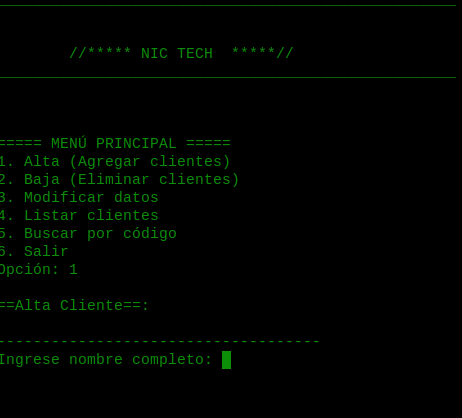 //***** NIC TECH  *****//
===== MENÚ PRINCIPAL =====
1. Alta (Agregar clientes)
2. Baja (Eliminar clientes)
3. Modificar datos
4. Listar clientes
5. Buscar por código
6. Salir
Opción: 1
==Alta Cliente==:
------------------------------------
Ingrese nombre completo: